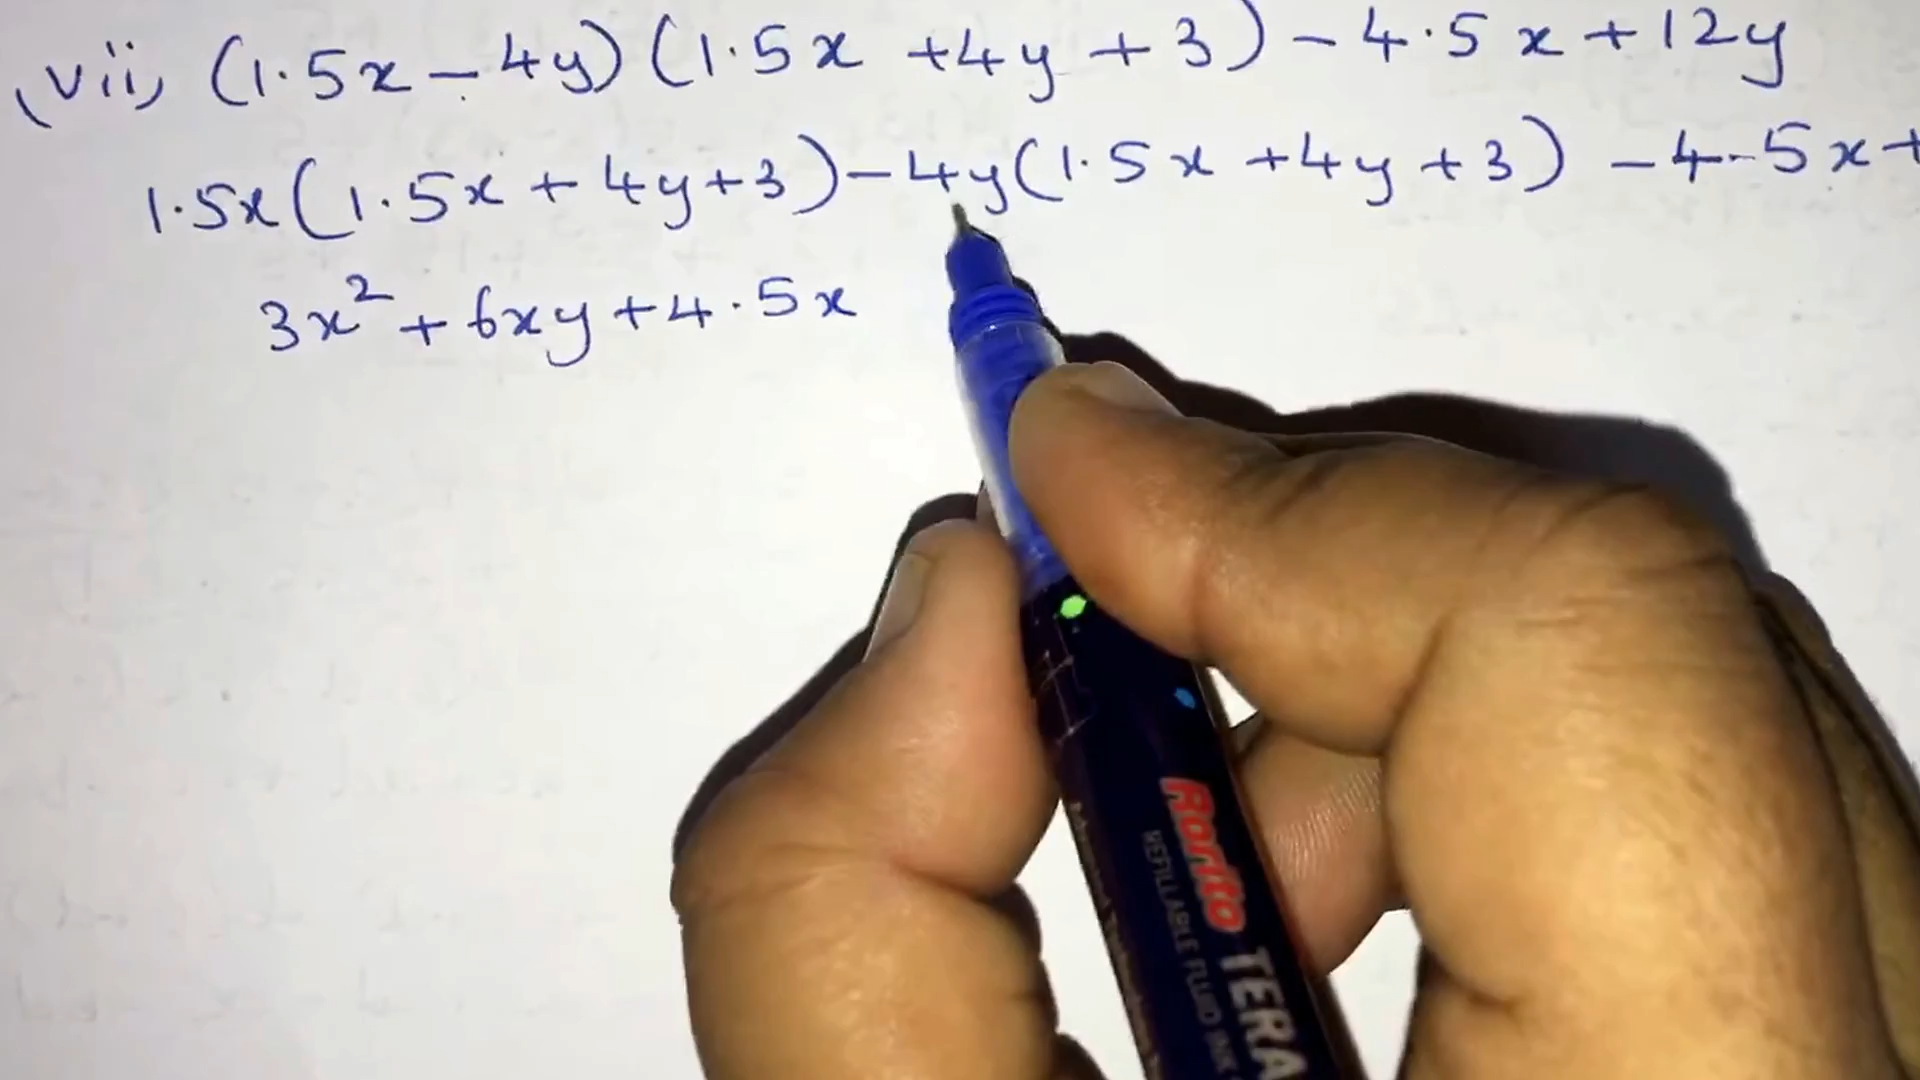 (vii) (1.5x - 4y) (1.5x + 4y + 3) - 4.5x + 12y
1.5x(1.5x + 4y + 3) - 4y(1.5x + 4y + 3) - 4.5x +
3x² + 6xy + 4.5x
Rorito TERA
REFILLABLE FLUID INK